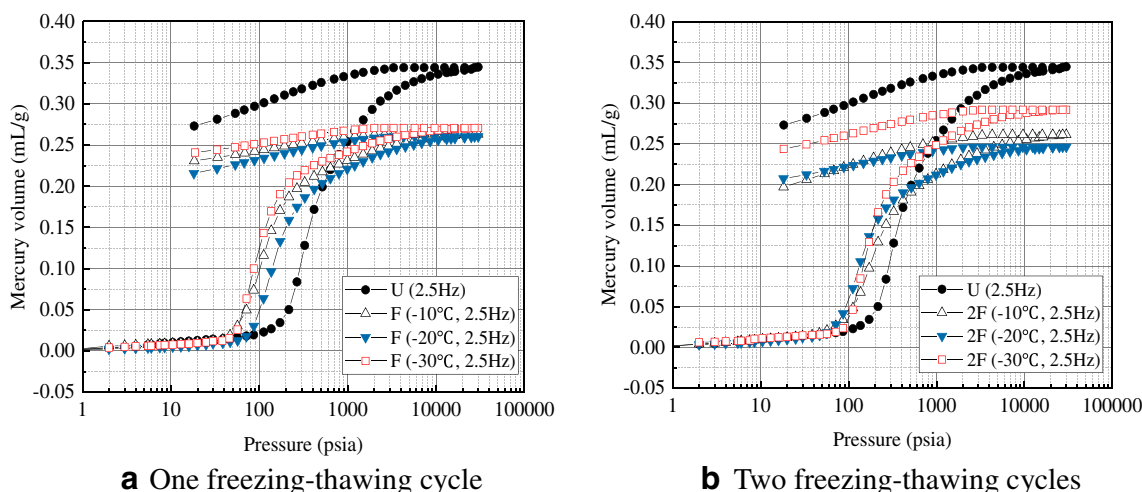 0.40
0.35
0.30
0.25
0.20
0.15
0.10
0.05
0.00
-0.05
Mercury volume (mL/g)
U (2.5Hz)
F (-10℃, 2.5Hz)
F (-20℃, 2.5Hz)
F (-30℃, 2.5Hz)
1 10 100 1000 10000 100000
Pressure (psia)
a One freezing-thawing cycle
0.40
0.35
0.30
0.25
0.20
0.15
0.10
0.05
0.00
-0.05
Mercury volume (mL/g)
U (2.5Hz)
2F (-10℃, 2.5Hz)
2F (-20℃, 2.5Hz)
2F (-30℃, 2.5Hz)
1 10 100 1000 10000 100000
Pressure (psia)
b Two freezing-thawing cycles